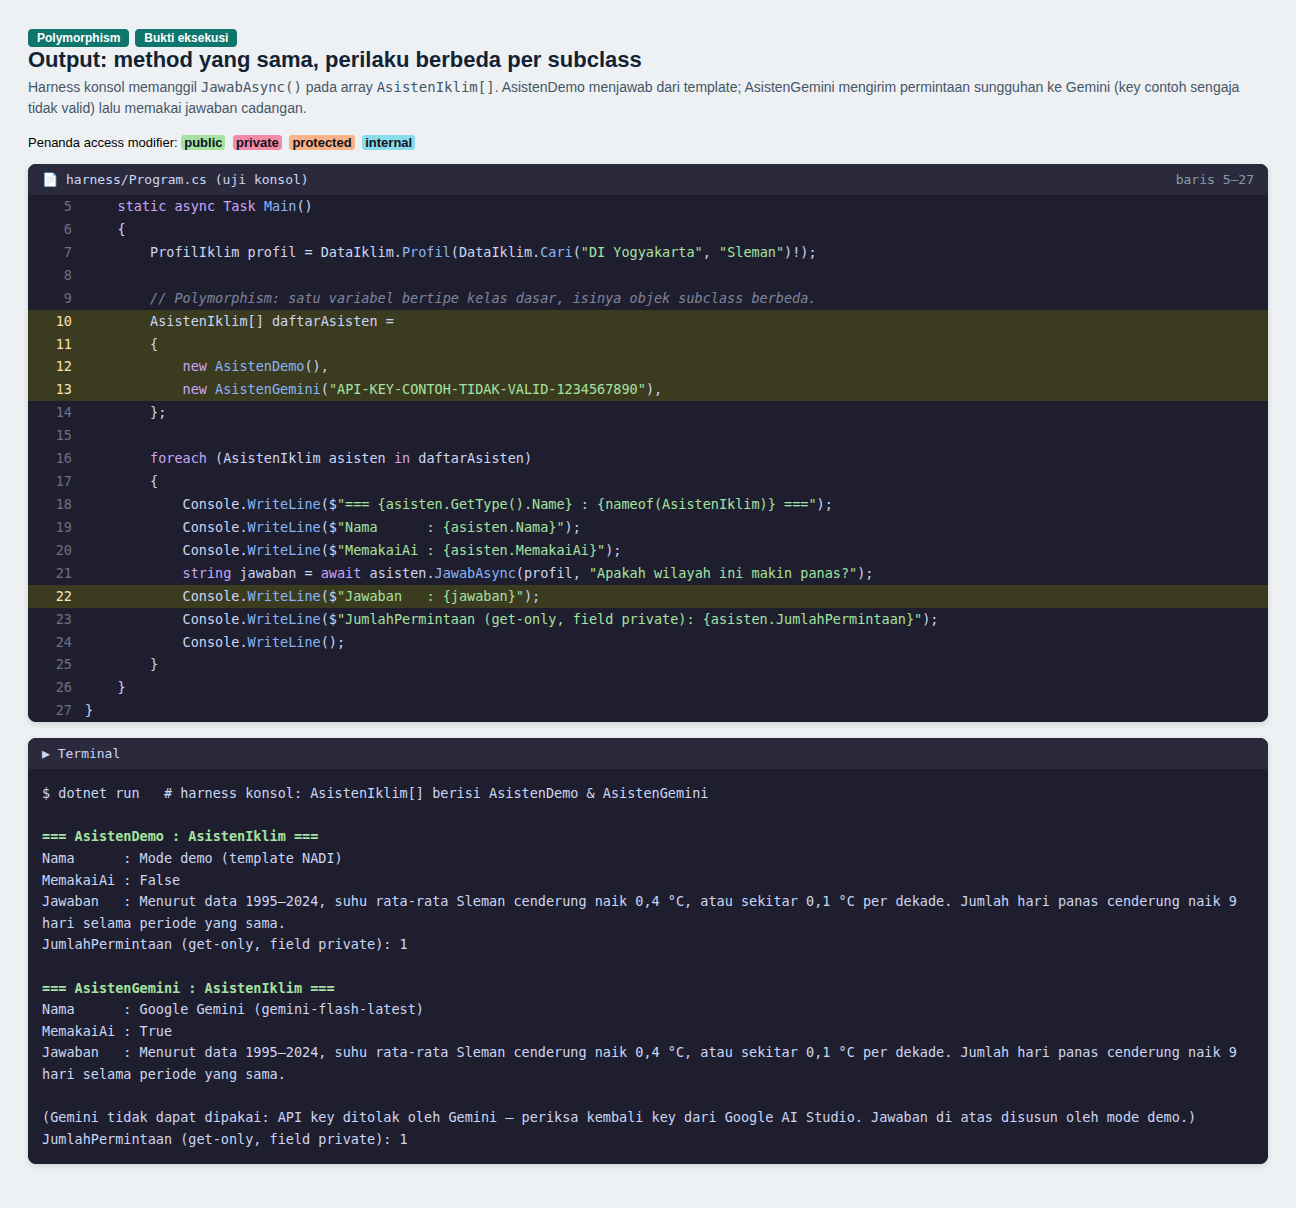 Polymorphism Bukti eksekusi
Output: method yang sama, perilaku berbeda per subclass
Harness konsol memanggil JawabAsync() pada array AsistenIklim[]. AsistenDemo menjawab dari template; AsistenGemini mengirim permintaan sungguhan ke Gemini (key contoh sengaja
tidak valid) lalu memakai jawaban cadangan.
Penanda access modifier: public private protected internal
harness/Program.cs (uji konsol) baris 5–27
5     static async Task Main()
6     {
7         ProfilIklim profil = DataIklim.Profil(DataIklim.Cari("DI Yogyakarta", "Sleman")!);
8
9         // Polymorphism: satu variabel bertipe kelas dasar, isinya objek subclass berbeda.
10         AsistenIklim[] daftarAsisten =
11         {
12             new AsistenDemo(),
13             new AsistenGemini("API-KEY-CONTOH-TIDAK-VALID-1234567890"),
14         };
15
16         foreach (AsistenIklim asisten in daftarAsisten)
17         {
18             Console.WriteLine($"=== {asisten.GetType().Name} : {nameof(AsistenIklim)} ===");
19             Console.WriteLine($"Nama      : {asisten.Nama}");
20             Console.WriteLine($"MemakaiAi : {asisten.MemakaiAi}");
21             string jawaban = await asisten.JawabAsync(profil, "Apakah wilayah ini makin panas?");
22             Console.WriteLine($"Jawaban   : {jawaban}");
23             Console.WriteLine($"JumlahPermintaan (get-only, field private): {asisten.JumlahPermintaan}");
24             Console.WriteLine();
25         }
26     }
27 }
▶ Terminal
$ dotnet run   # harness konsol: AsistenIklim[] berisi AsistenDemo & AsistenGemini
=== AsistenDemo : AsistenIklim ===
Nama      : Mode demo (template NADI)
MemakaiAi : False
Jawaban   : Menurut data 1995–2024, suhu rata-rata Sleman cenderung naik 0,4 °C, atau sekitar 0,1 °C per dekade. Jumlah hari panas cenderung naik 9
hari selama periode yang sama.
JumlahPermintaan (get-only, field private): 1
=== AsistenGemini : AsistenIklim ===
Nama      : Google Gemini (gemini-flash-latest)
MemakaiAi : True
Jawaban   : Menurut data 1995–2024, suhu rata-rata Sleman cenderung naik 0,4 °C, atau sekitar 0,1 °C per dekade. Jumlah hari panas cenderung naik 9
hari selama periode yang sama.
(Gemini tidak dapat dipakai: API key ditolak oleh Gemini — periksa kembali key dari Google AI Studio. Jawaban di atas disusun oleh mode demo.)
JumlahPermintaan (get-only, field private): 1